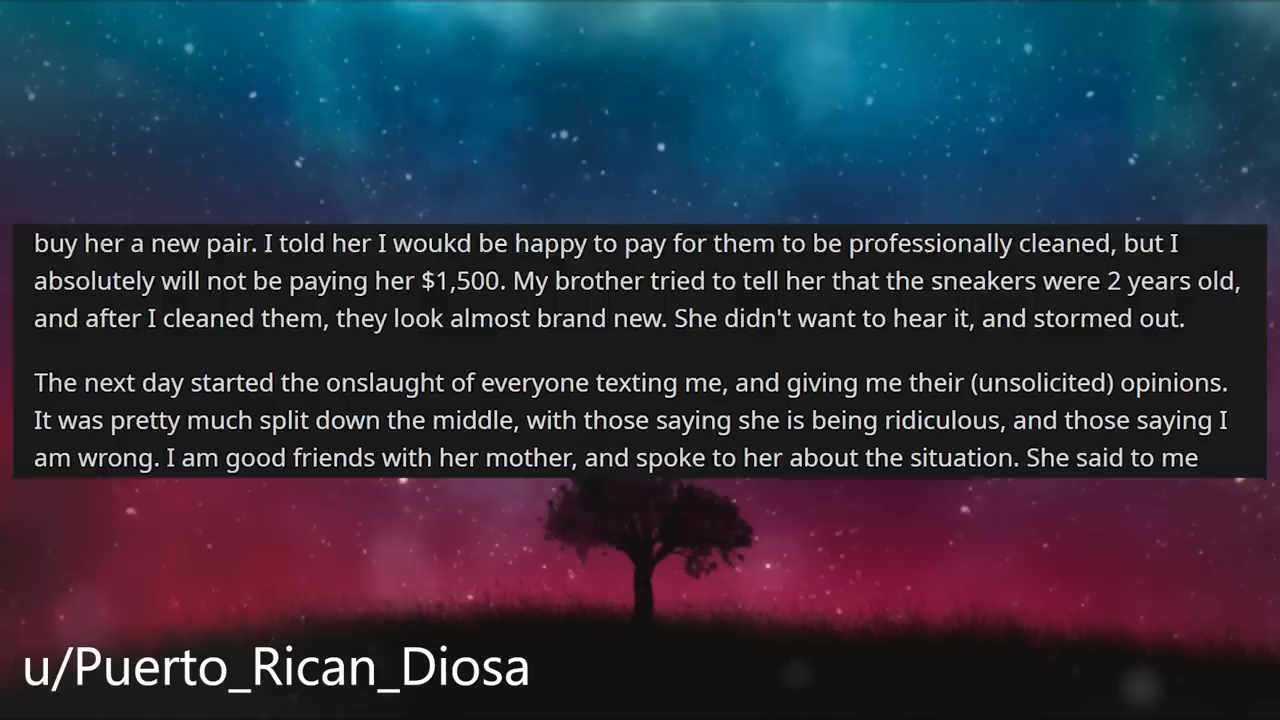 buy her a new pair. I told her I woukd be happy to pay for them to be professionally cleaned, but I
absolutely will not be paying her $1,500. My brother tried to tell her that the sneakers were 2 years old,
and after I cleaned them, they look almost brand new. She didn't want to hear it, and stormed out.
The next day started the onslaught of everyone texting me, and giving me their (unsolicited) opinions.
It was pretty much split down the middle, with those saying she is being ridiculous, and those saying I
am wrong. I am good friends with her mother, and spoke to her about the situation. She said to me
u/Puerto_Rican_Diosa